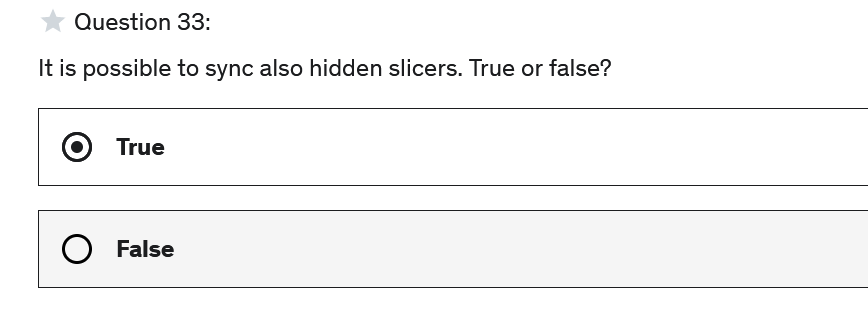 Question 33:
It is possible to sync also hidden slicers. True or false?
True
False